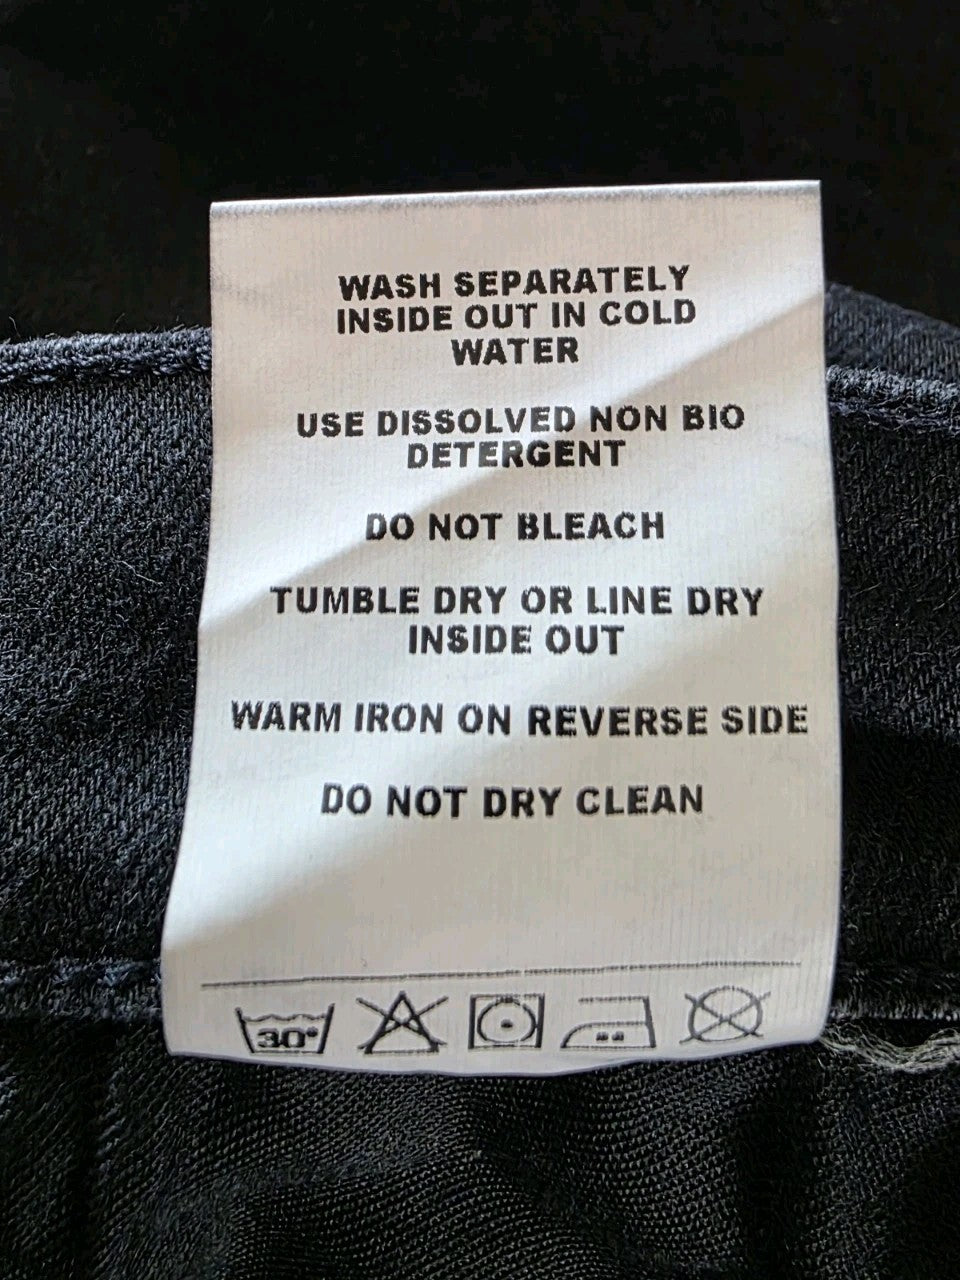 WASH SEPARATELY
INSIDE OUT IN COLD
WATER
USE DISSOLVED NON BIO
DETERGENT
DO NOT BLEACH
TUMBLE DRY OR LINE DRY
INSIDE OUT
WARM IRON ON REVERSE SIDE
DO NOT DRY CLEAN
30°